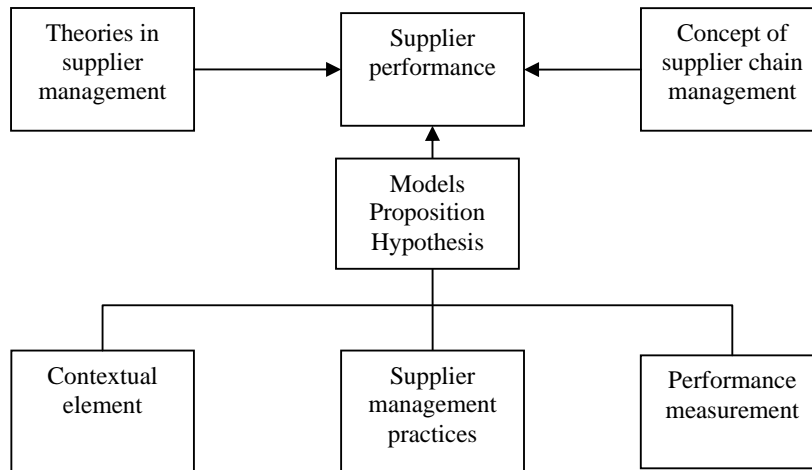 Theories in
supplier
management
Supplier
performance
Concept of
supplier chain
management
Models
Proposition
Hypothesis
Contextual
element
Supplier
management
practices
Performance
measurement